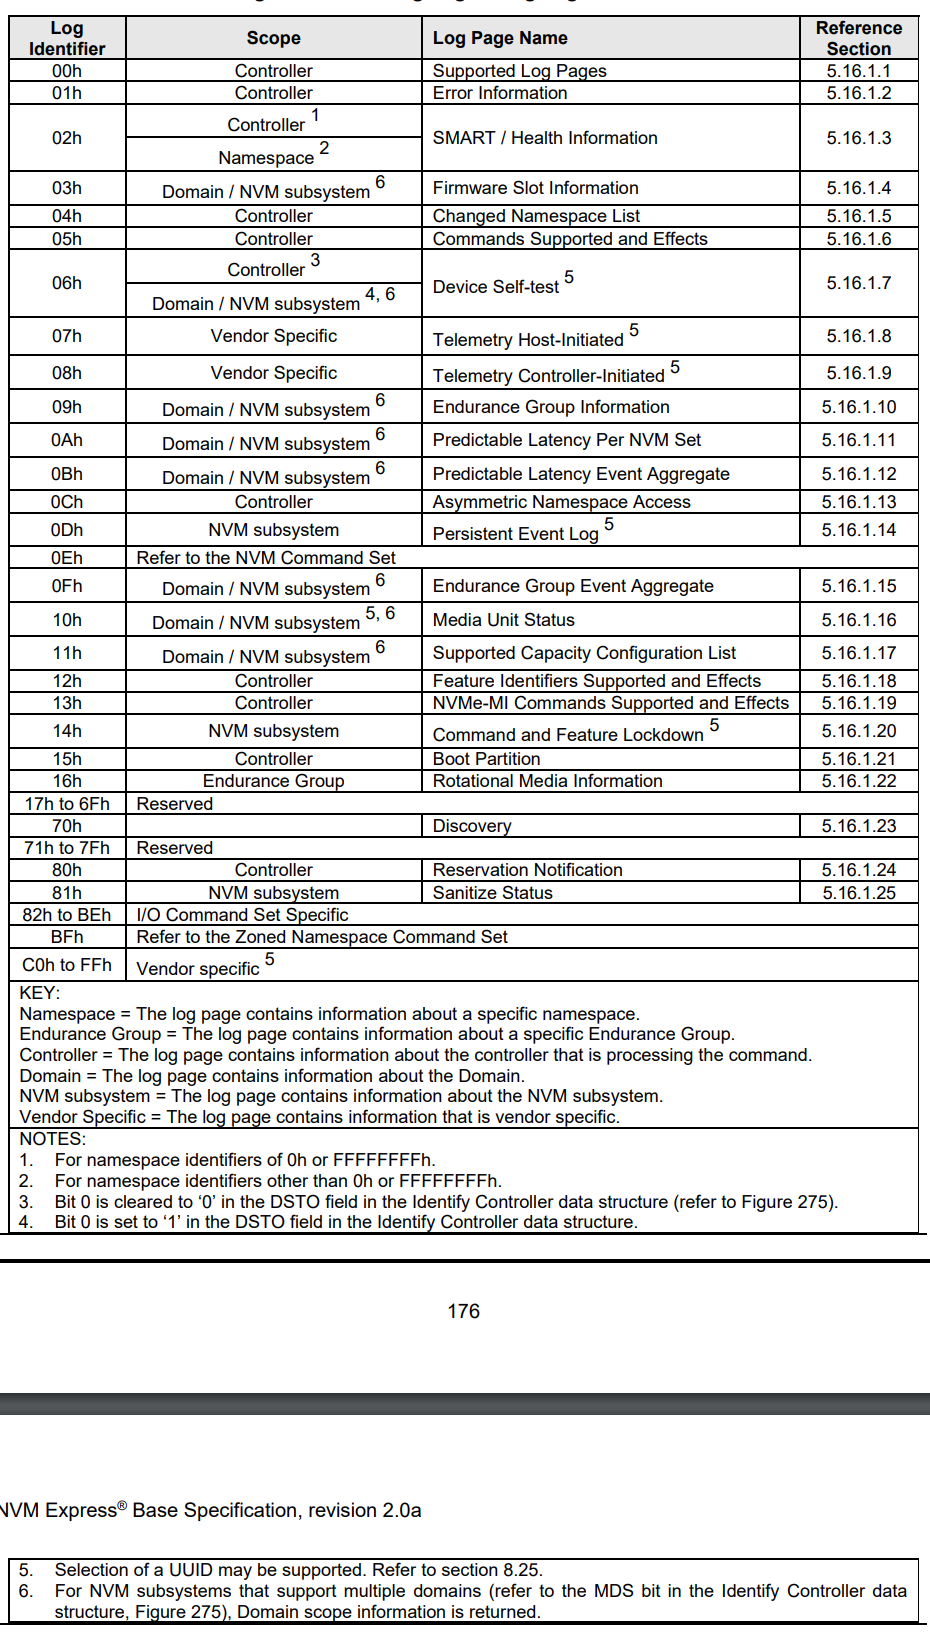 Log Identifier Scope Log Page Name Reference Section
00h Controller Supported Log Pages 5.16.1.1
01h Controller Error Information 5.16.1.2
02h Controller 1 Namespace 2 SMART / Health Information 5.16.1.3
03h Domain / NVM subsystem 6 Firmware Slot Information 5.16.1.4
04h Controller Changed Namespace List 5.16.1.5
05h Controller Commands Supported and Effects 5.16.1.6
06h Controller 3 Domain / NVM subsystem 4, 6 Device Self-test 5 5.16.1.7
07h Vendor Specific Telemetry Host-Initiated 5 5.16.1.8
08h Vendor Specific Telemetry Controller-Initiated 5 5.16.1.9
09h Domain / NVM subsystem 6 Endurance Group Information 5.16.1.10
0Ah Domain / NVM subsystem 6 Predictable Latency Per NVM Set 5.16.1.11
0Bh Domain / NVM subsystem 6 Predictable Latency Event Aggregate 5.16.1.12
0Ch Controller Asymmetric Namespace Access 5.16.1.13
0Dh NVM subsystem Persistent Event Log 5 5.16.1.14
0Eh Refer to the NVM Command Set
0Fh Domain / NVM subsystem 6 Endurance Group Event Aggregate 5.16.1.15
10h Domain / NVM subsystem 5, 6 Media Unit Status 5.16.1.16
11h Domain / NVM subsystem 6 Supported Capacity Configuration List 5.16.1.17
12h Controller Feature Identifiers Supported and Effects 5.16.1.18
13h Controller NVMe-MI Commands Supported and Effects 5.16.1.19
14h NVM subsystem Command and Feature Lockdown 5 5.16.1.20
15h Controller Boot Partition 5.16.1.21
16h Endurance Group Rotational Media Information 5.16.1.22
17h to 6Fh Reserved
70h Discovery 5.16.1.23
71h to 7Fh Reserved
80h Controller Reservation Notification 5.16.1.24
81h NVM subsystem Sanitize Status 5.16.1.25
82h to BEh I/O Command Set Specific
BFh Refer to the Zoned Namespace Command Set
C0h to FFh Vendor specific 5
KEY:
Namespace = The log page contains information about a specific namespace.
Endurance Group = The log page contains information about a specific Endurance Group.
Controller = The log page contains information about the controller that is processing the command.
Domain = The log page contains information about the Domain.
NVM subsystem = The log page contains information about the NVM subsystem.
Vendor Specific = The log page contains information that is vendor specific.
NOTES:
1. For namespace identifiers of 0h or FFFFFFFFh.
2. For namespace identifiers other than 0h or FFFFFFFFh.
3. Bit 0 is cleared to ‘0’ in the DSTO field in the Identify Controller data structure (refer to Figure 275).
4. Bit 0 is set to ‘1’ in the DSTO field in the Identify Controller data structure.
176
NVM Express® Base Specification, revision 2.0a
5. Selection of a UUID may be supported. Refer to section 8.25.
6. For NVM subsystems that support multiple domains (refer to the MDS bit in the Identify Controller data
structure, Figure 275), Domain scope information is returned.